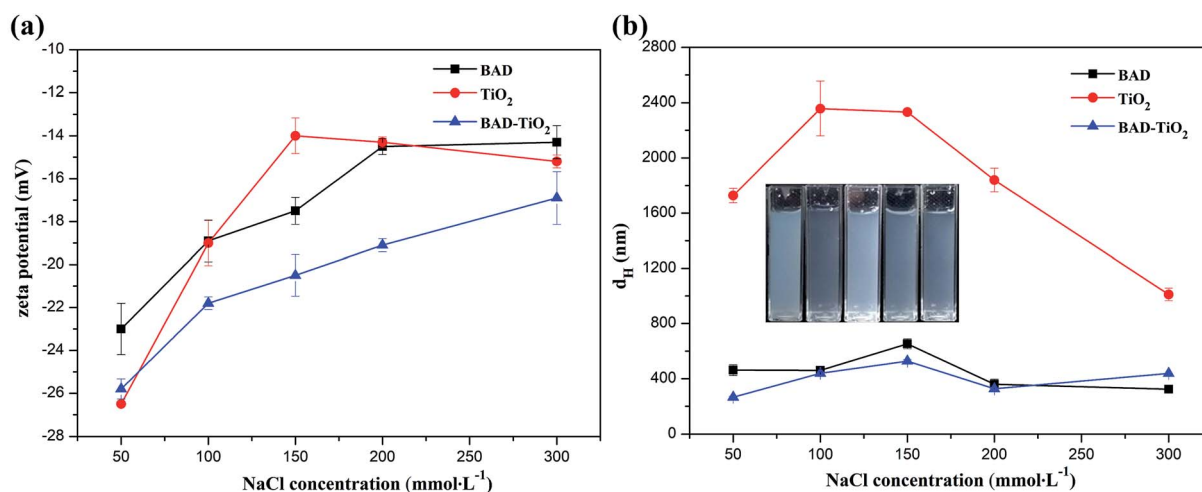 (a)
-10
-12
-14
-16
-18
-20
-22
-24
-26
-28
zeta potential (mV)
BAD
TiO₂
BAD-TiO₂
50 100 150 200 250 300
NaCl concentration (mmol·L⁻¹)
(b)
2800
2400
2000
1600
1200
800
400
0
d_H (nm)
BAD
TiO₂
BAD-TiO₂
50 100 150 200 250 300
NaCl concentration (mmol·L⁻¹)